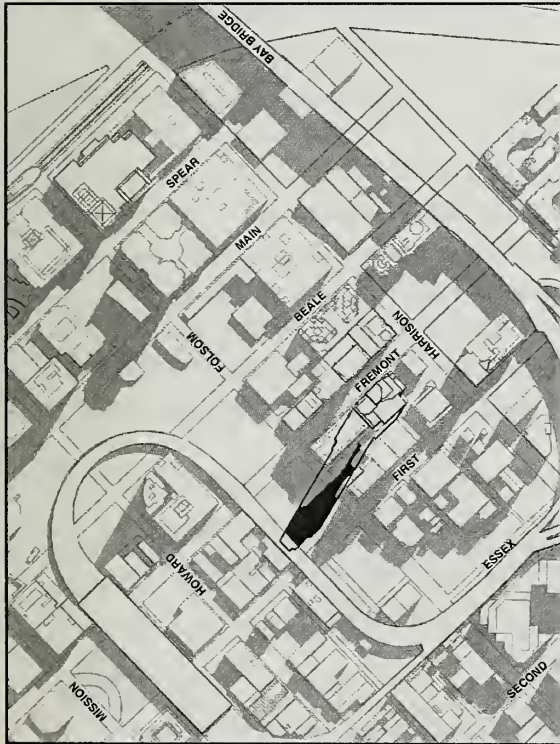 BAY BRIDGE
SPEAR
MAIN
FOLSOM
BEALE
HARRISON
FREMONT
FIRST
HOWARD
ESSEX
MISSION
SECOND